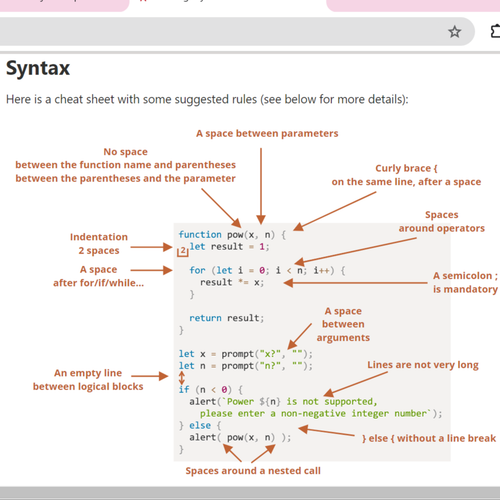 Syntax
Here is a cheat sheet with some suggested rules (see below for more details):
A space between parameters
No space
between the function name and parentheses
between the parentheses and the parameter
Curly brace {
on the same line, after a space
Indentation
2 spaces
Spaces
around operators
A space
after for/if/while...
A semicolon ;
is mandatory
function pow(x, n) {
2
let result = 1;
for (let i = 0; i < n; i++) {
result *= x;
}
return result;
}
A space
between
arguments
let x = prompt("x?", "");
let n = prompt("n?", "");
An empty line
between logical blocks
Lines are not very long
if (n < 0) {
alert(`Power ${n} is not supported,
please enter a non-negative integer number`);
} else {
alert( pow(x, n) );
}
} else { without a line break
Spaces around a nested call